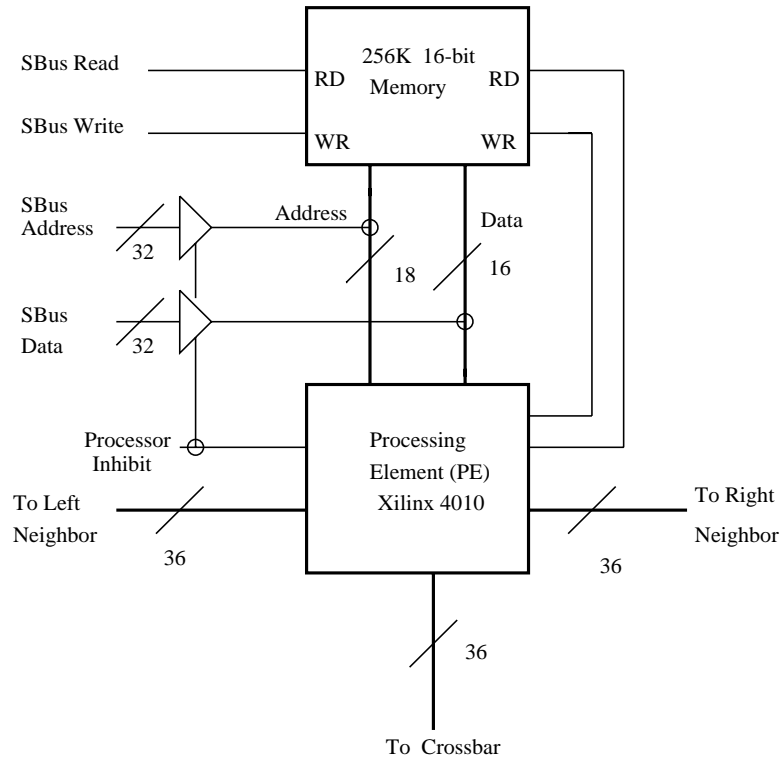 256K 16-bit
Memory
SBus Read
RD
RD
SBus Write
WR
WR
SBus
Address
32
Address
Data
18
16
SBus
Data
32
Processor
Inhibit
Processing
Element (PE)
Xilinx 4010
To Left
Neighbor
36
To Right
Neighbor
36
36
To Crossbar